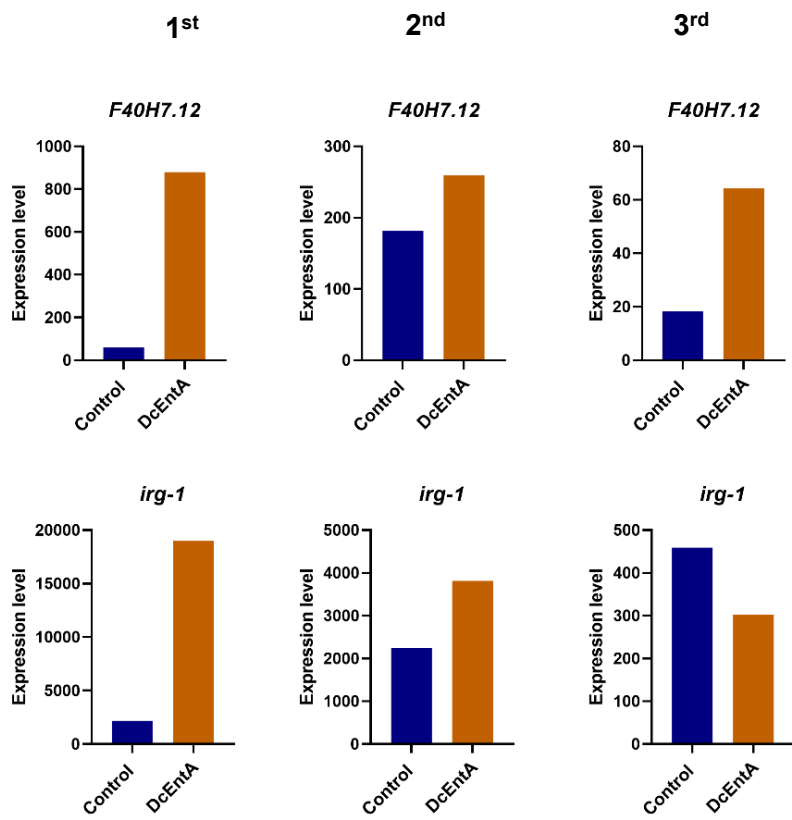 1st
2nd
3rd
F40H7.12
Expression level
1000
800
600
400
200
0
Control
DcEntA
F40H7.12
Expression level
300
200
100
0
Control
DcEntA
F40H7.12
Expression level
80
60
40
20
0
Control
DcEntA
irg-1
Expression level
20000
15000
10000
5000
0
Control
DcEntA
irg-1
Expression level
5000
4000
3000
2000
1000
0
Control
DcEntA
irg-1
Expression level
500
400
300
200
100
0
Control
DcEntA